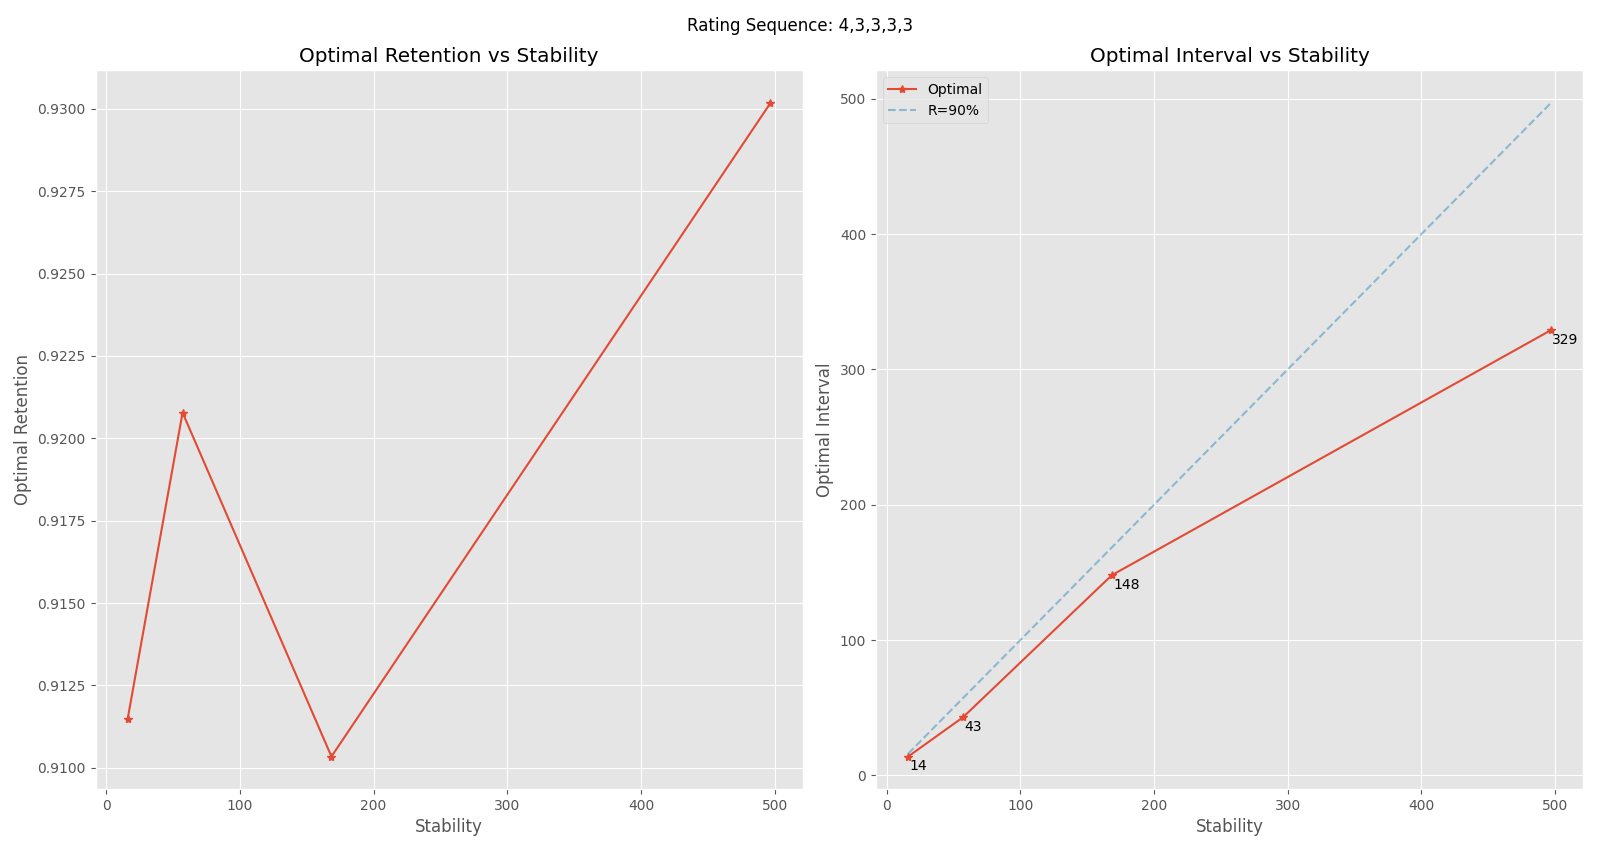 Rating Sequence: 4,3,3,3,3
Optimal Retention vs Stability
0.9300
0.9275
0.9250
0.9225
0.9200
0.9175
0.9150
0.9125
0.9100
Optimal Retention
0 100 200 300 400 500
Stability
Optimal Interval vs Stability
Optimal
R=90%
500
400
300
200
100
0
Optimal Interval
329
148
43
14
0 100 200 300 400 500
Stability